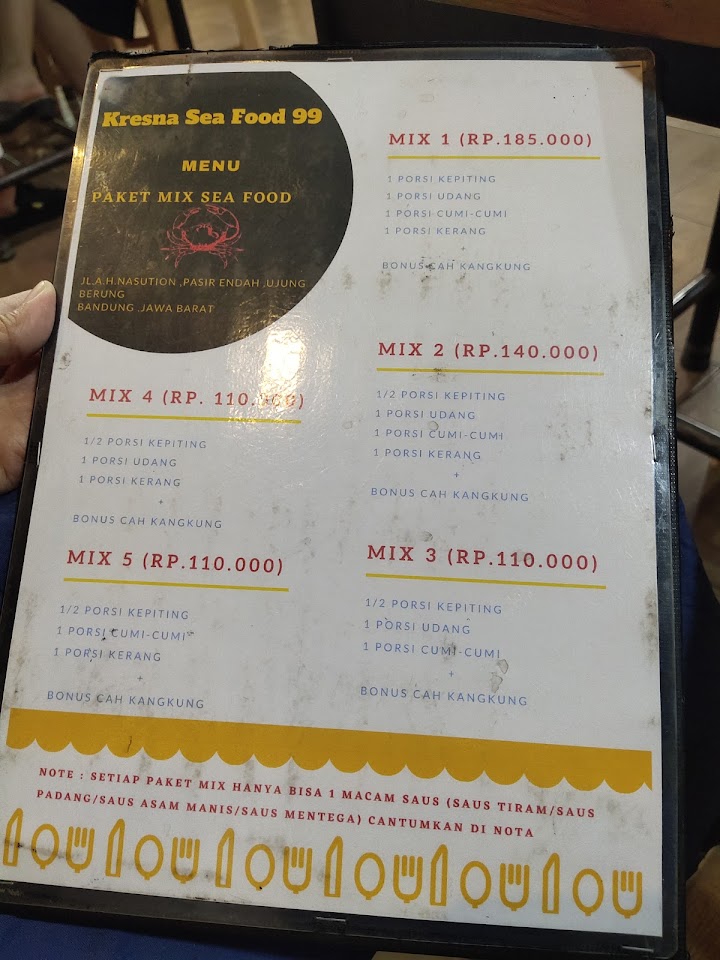 Kresna Sea Food 99
MENU
PAKET MIX SEA FOOD
JL.A.H.NASUTION ,PASIR ENDAH ,UJUNG
BERUNG
BANDUNG ,JAWA BARAT
MIX 1 (RP.185.000)
1 PORSI KEPITING
1 PORSI UDANG
1 PORSI CUMI-CUMI
1 PORSI KERANG
+
BONUS CAH KANGKUNG
MIX 2 (RP.140.000)
1/2 PORSI KEPITING
1 PORSI UDANG
1 PORSI CUMI-CUMI
1 PORSI KERANG
+
BONUS CAH KANGKUNG
MIX 4 (RP. 110.000)
1/2 PORSI KEPITING
1 PORSI UDANG
1 PORSI KERANG
+
BONUS CAH KANGKUNG
MIX 5 (RP.110.000)
1/2 PORSI KEPITING
1 PORSI CUMI-CUMI
1 PORSI KERANG
+
BONUS CAH KANGKUNG
MIX 3 (RP.110.000)
1/2 PORSI KEPITING
1 PORSI UDANG
1 PORSI CUMI-CUMI
+
BONUS CAH KANGKUNG
NOTE : SETIAP PAKET MIX HANYA BISA 1 MACAM SAUS (SAUS TIRAM/SAUS
PADANG/SAUS ASAM MANIS/SAUS MENTEGA) CANTUMKAN DI NOTA